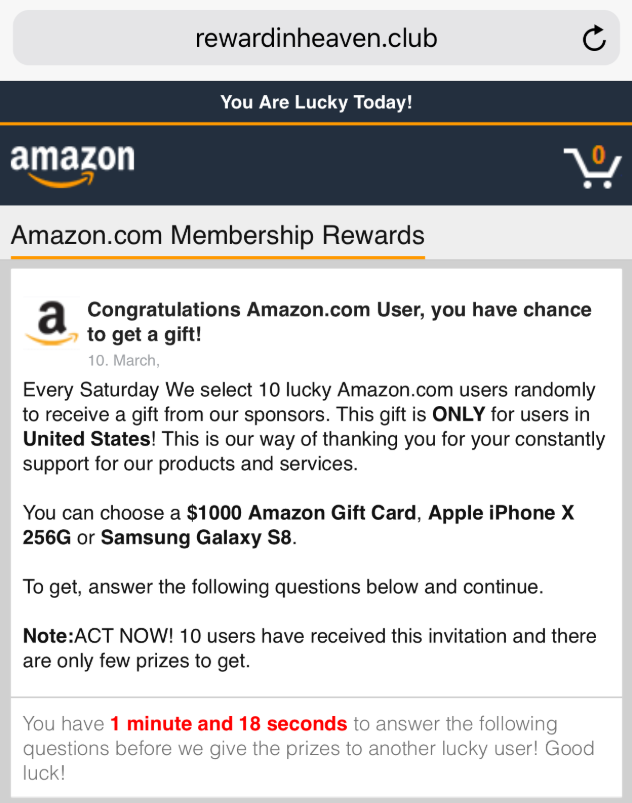 rewardinheaven.club
You Are Lucky Today!
amazon
0
Amazon.com Membership Rewards
a
Congratulations Amazon.com User, you have chance
to get a gift!
10. March,
Every Saturday We select 10 lucky Amazon.com users randomly
to receive a gift from our sponsors. This gift is ONLY for users in
United States! This is our way of thanking you for your constantly
support for our products and services.
You can choose a $1000 Amazon Gift Card, Apple iPhone X
256G or Samsung Galaxy S8.
To get, answer the following questions below and continue.
Note:ACT NOW! 10 users have received this invitation and there
are only few prizes to get.
You have 1 minute and 18 seconds to answer the following
questions before we give the prizes to another lucky user! Good
luck!